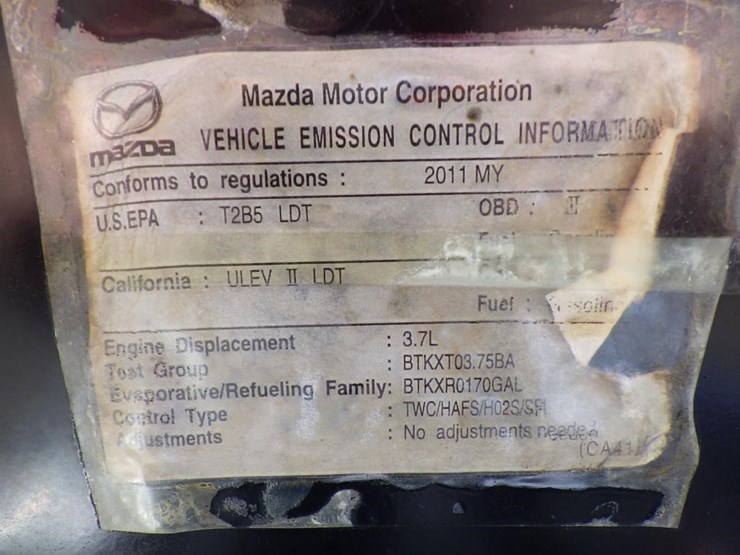 Mazda Motor Corporation
mazda VEHICLE EMISSION CONTROL INFORMATION
Conforms to regulations : 2011 MY
U.S.EPA : T2B5 LDT OBD : II
California : ULEV II LDT
Fuel : Gasoline
Engine Displacement : 3.7L
Test Group : BTKXT03.75BA
Evaporative/Refueling Family: BTKXR0170GAL
Control Type : TWC/HAFS/HO2S/SFI
Adjustments : No adjustments needed